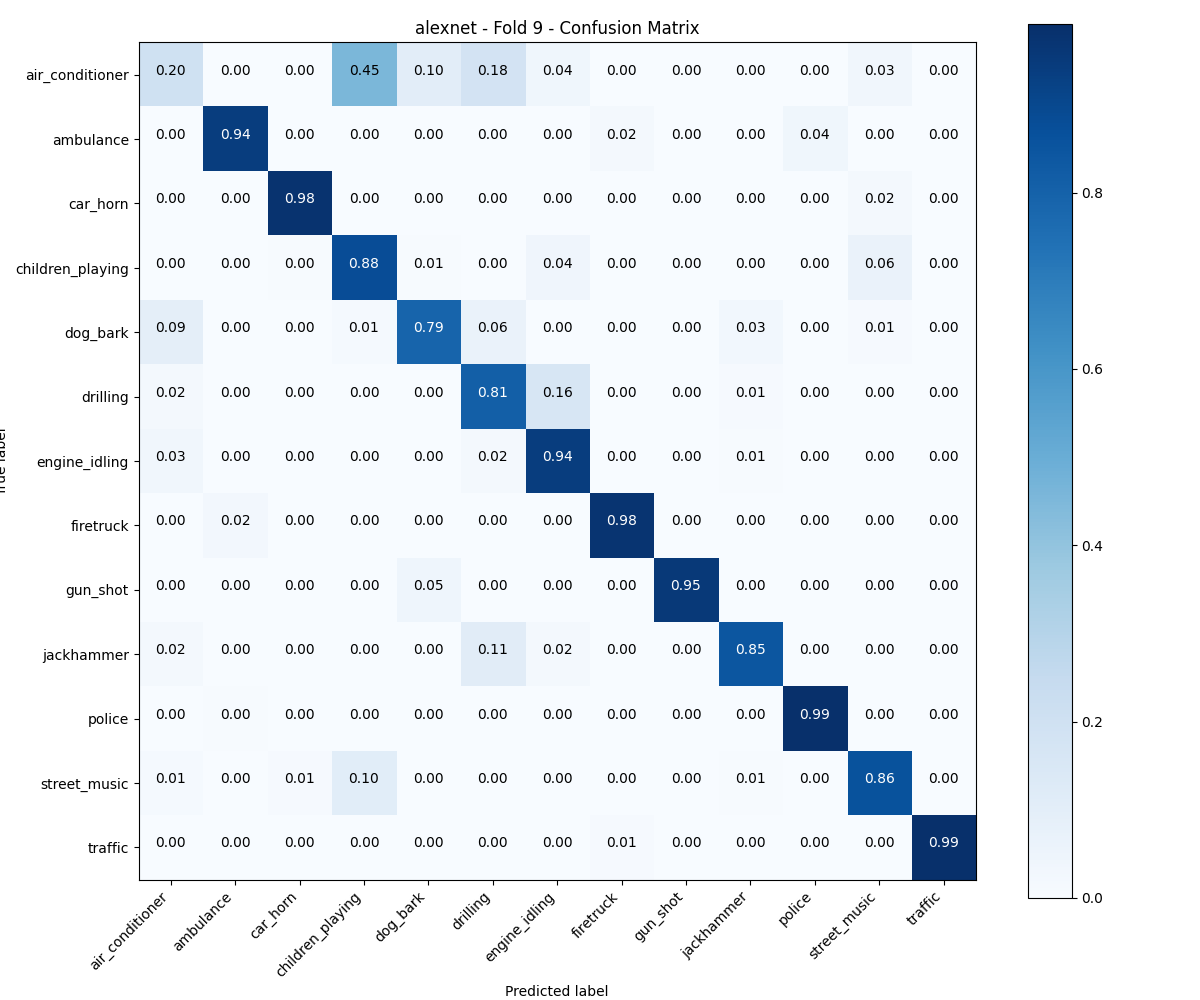 alexnet - Fold 9 - Confusion Matrix
air_conditioner 0.20 0.00 0.00 0.45 0.10 0.18 0.04 0.00 0.00 0.00 0.00 0.03 0.00
ambulance 0.00 0.94 0.00 0.00 0.00 0.00 0.00 0.02 0.00 0.00 0.04 0.00 0.00
car_horn 0.00 0.00 0.98 0.00 0.00 0.00 0.00 0.00 0.00 0.00 0.00 0.02 0.00
children_playing 0.00 0.00 0.00 0.88 0.01 0.00 0.04 0.00 0.00 0.00 0.00 0.06 0.00
dog_bark 0.09 0.00 0.00 0.01 0.79 0.06 0.00 0.00 0.00 0.03 0.00 0.01 0.00
drilling 0.02 0.00 0.00 0.00 0.00 0.81 0.16 0.00 0.00 0.01 0.00 0.00 0.00
engine_idling 0.03 0.00 0.00 0.00 0.00 0.02 0.94 0.00 0.00 0.01 0.00 0.00 0.00
firetruck 0.00 0.02 0.00 0.00 0.00 0.00 0.00 0.98 0.00 0.00 0.00 0.00 0.00
gun_shot 0.00 0.00 0.00 0.00 0.05 0.00 0.00 0.00 0.95 0.00 0.00 0.00 0.00
jackhammer 0.02 0.00 0.00 0.00 0.00 0.11 0.02 0.00 0.00 0.85 0.00 0.00 0.00
police 0.00 0.00 0.00 0.00 0.00 0.00 0.00 0.00 0.00 0.00 0.99 0.00 0.00
street_music 0.01 0.00 0.01 0.10 0.00 0.00 0.00 0.00 0.00 0.01 0.00 0.86 0.00
traffic 0.00 0.00 0.00 0.00 0.00 0.00 0.00 0.01 0.00 0.00 0.00 0.00 0.99
air_conditioner ambulance car_horn children_playing dog_bark drilling engine_idling firetruck gun_shot jackhammer police street_music traffic
Predicted label
0.8
0.6
0.4
0.2
0.0